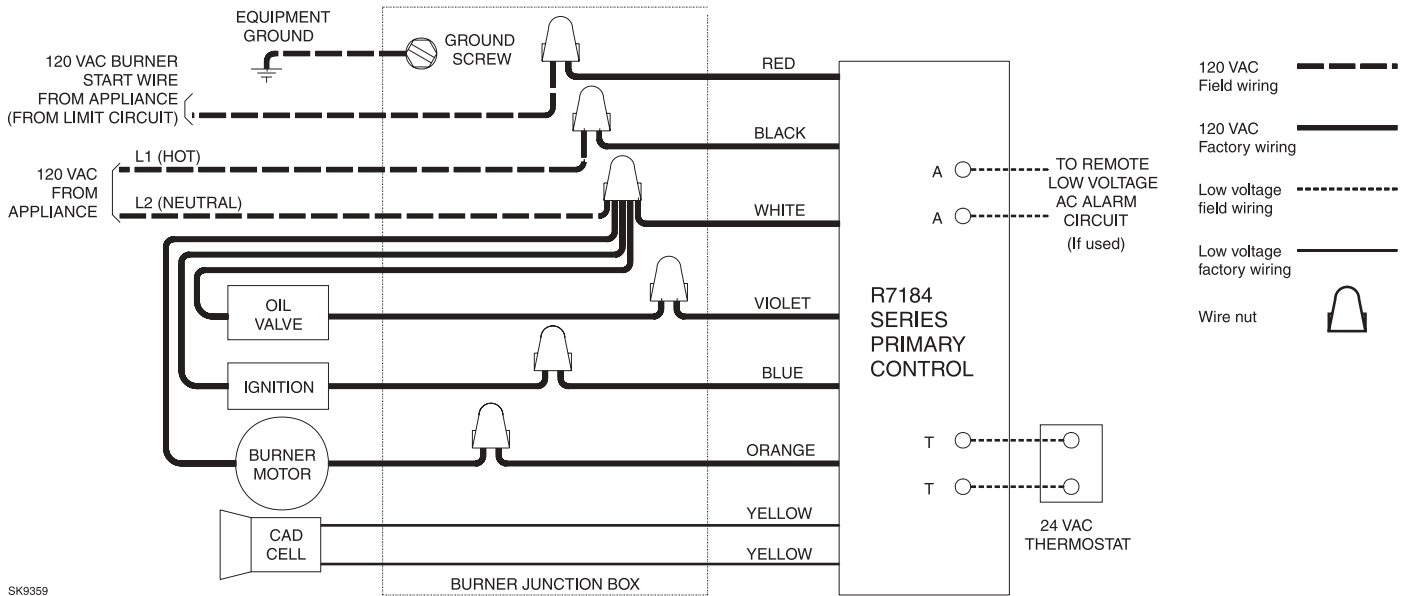 EQUIPMENT
GROUND
GROUND
SCREW
120 VAC BURNER
START WIRE
FROM APPLIANCE
(FROM LIMIT CIRCUIT)
L1 (HOT)
120 VAC
FROM
APPLIANCE
L2 (NEUTRAL)
RED
BLACK
WHITE
VIOLET
BLUE
ORANGE
YELLOW
YELLOW
OIL
VALVE
IGNITION
BURNER
MOTOR
CAD
CELL
BURNER JUNCTION BOX
R7184
SERIES
PRIMARY
CONTROL
A
A
TO REMOTE
LOW VOLTAGE
AC ALARM
CIRCUIT
(If used)
T
T
24 VAC
THERMOSTAT
120 VAC
Field wiring
120 VAC
Factory wiring
Low voltage
field wiring
Low voltage
factory wiring
Wire nut
SK9359